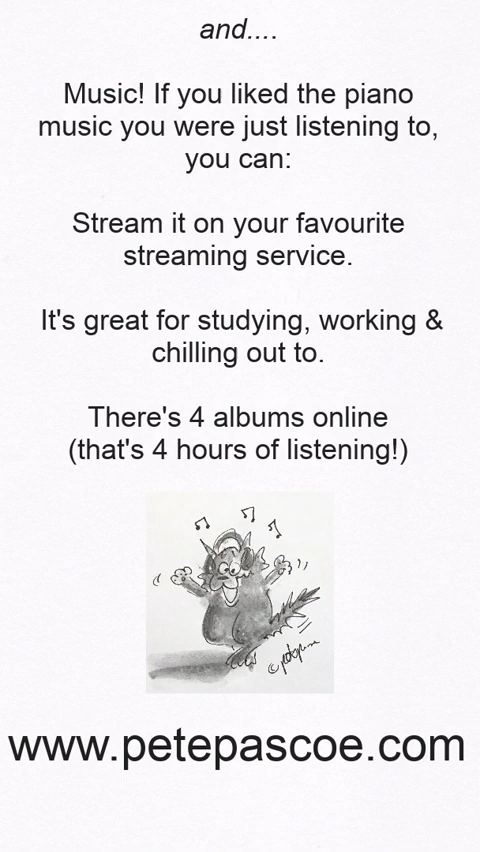 and....
Music! If you liked the piano
music you were just listening to,
you can:
Stream it on your favourite
streaming service.
It's great for studying, working &
chilling out to.
There's 4 albums online
(that's 4 hours of listening!)
www.petepascoe.com